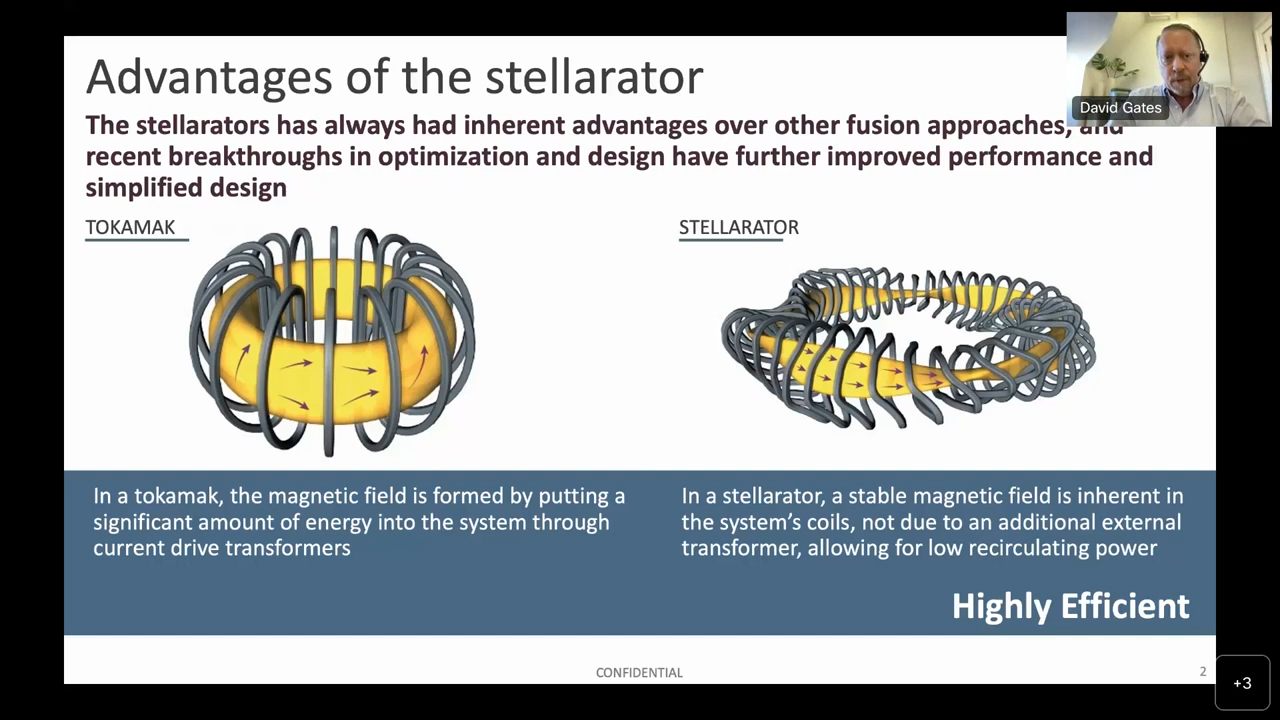 Advantages of the stellarator
David Gates
The stellarators has always had inherent advantages over other fusion approaches, and
recent breakthroughs in optimization and design have further improved performance and
simplified design
TOKAMAK
STELLARATOR
In a tokamak, the magnetic field is formed by putting a
significant amount of energy into the system through
current drive transformers
In a stellarator, a stable magnetic field is inherent in
the system's coils, not due to an additional external
transformer, allowing for low recirculating power
Highly Efficient
CONFIDENTIAL
2
+3